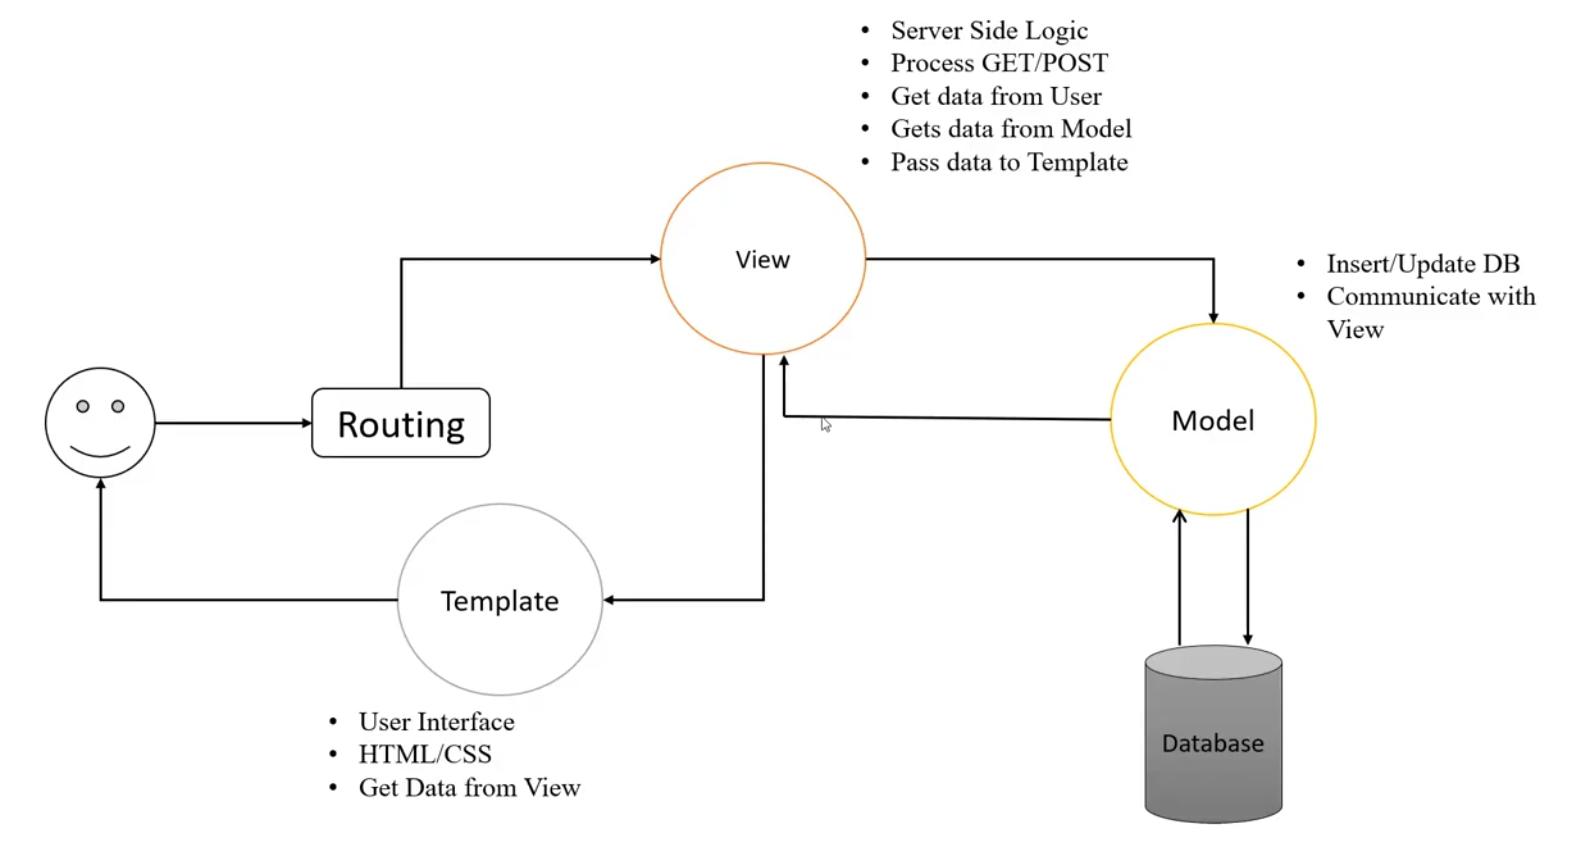 • Server Side Logic
• Process GET/POST
• Get data from User
• Gets data from Model
• Pass data to Template
View
• Insert/Update DB
• Communicate with
View
Routing
Model
Template
• User Interface
• HTML/CSS
• Get Data from View
Database